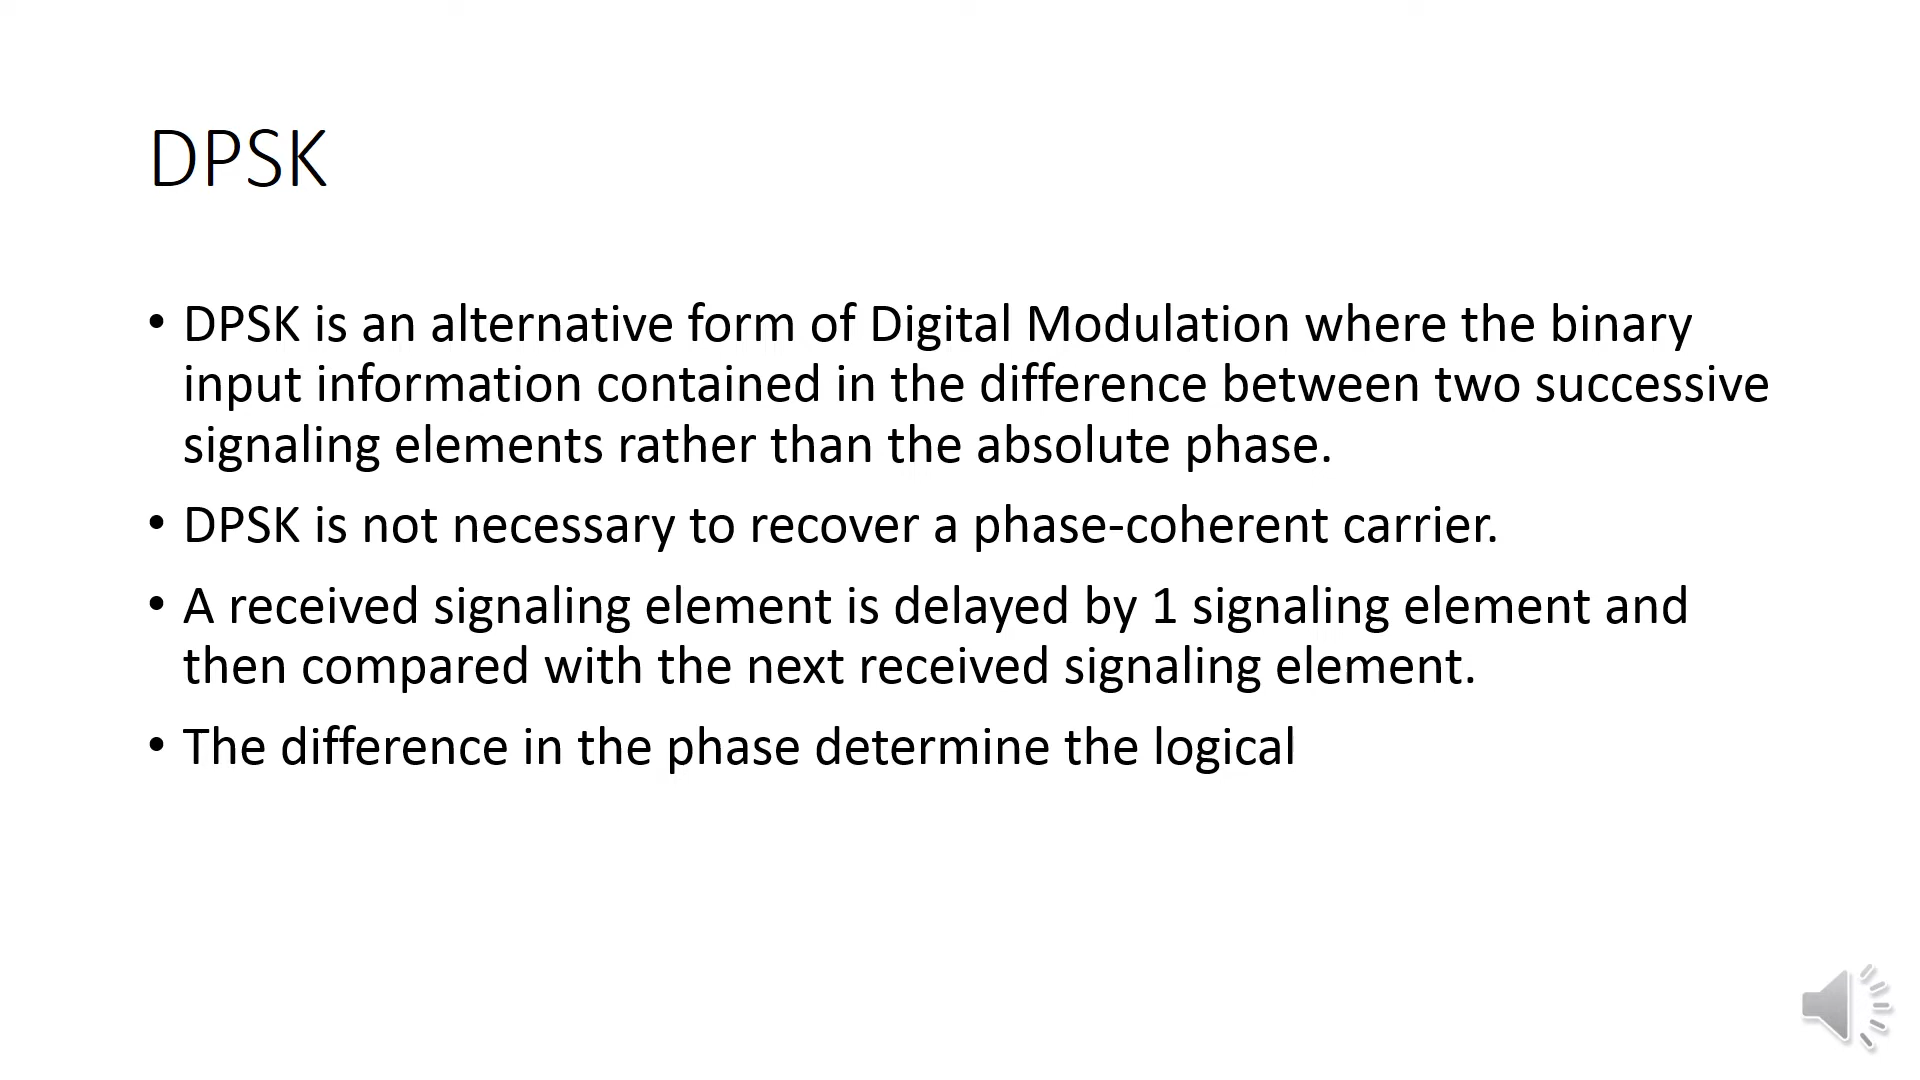 DPSK
• DPSK is an alternative form of Digital Modulation where the binary
input information contained in the difference between two successive
signaling elements rather than the absolute phase.
• DPSK is not necessary to recover a phase-coherent carrier.
• A received signaling element is delayed by 1 signaling element and
then compared with the next received signaling element.
• The difference in the phase determine the logical